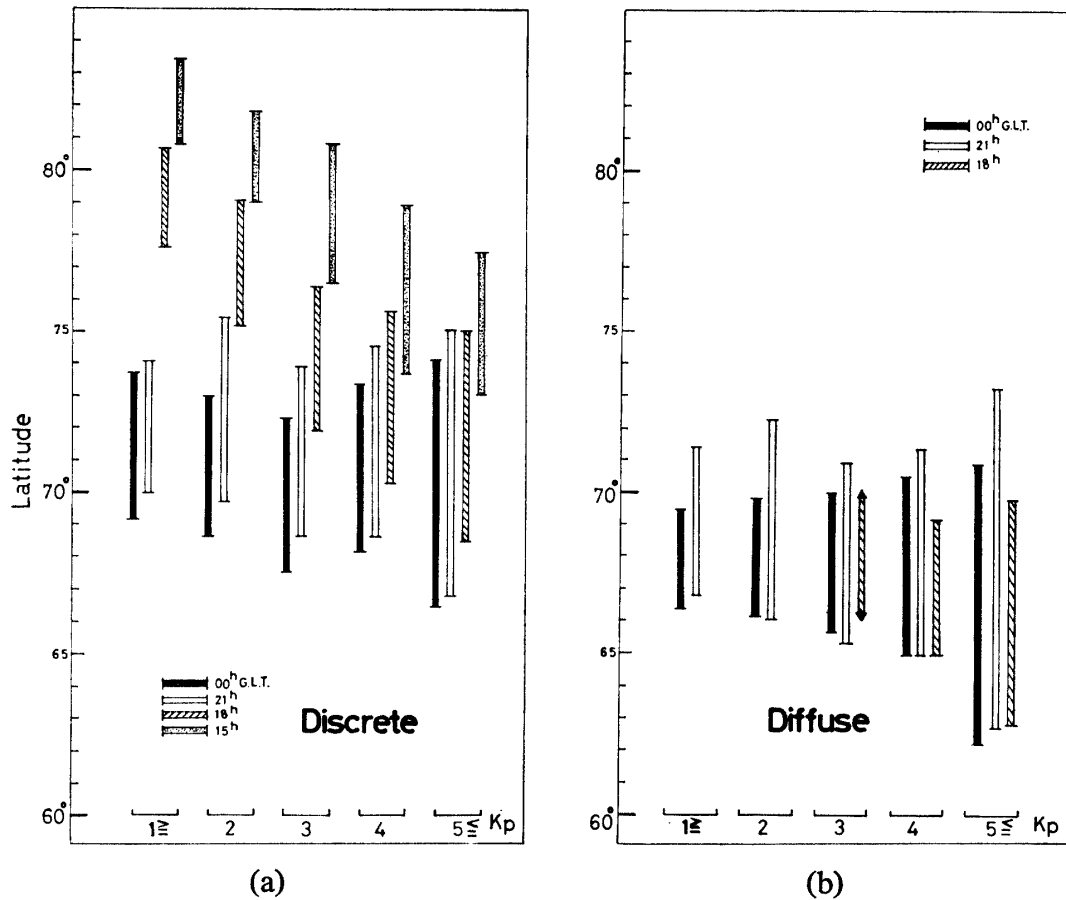 Latitude
80°
75
70°
65
60°
00h G.L.T.
21h
18h
15h
Discrete
1≧ 2 3 4 5≦ Kp
(a)
80°
75
70°
65
60°
00h G.L.T.
21h
18h
Diffuse
1≧ 2 3 4 5≦ Kp
(b)